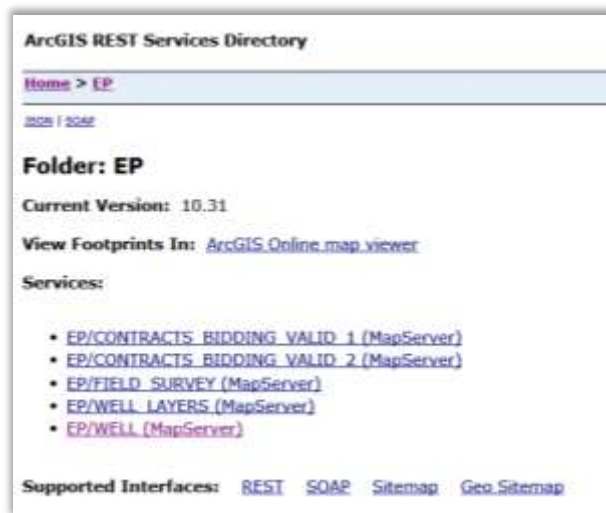 ArcGIS REST Services Directory
Home > EP
JSON | SOAP
Folder: EP
Current Version: 10.31
View Footprints In: ArcGIS Online map viewer
Services:
• EP/CONTRACTS_BIDDING_VALID_1 (MapServer)
• EP/CONTRACTS_BIDDING_VALID_2 (MapServer)
• EP/FIELD_SURVEY (MapServer)
• EP/WELL_LAYERS (MapServer)
• EP/WELL (MapServer)
Supported Interfaces: REST SOAP Sitemap Geo Sitemap